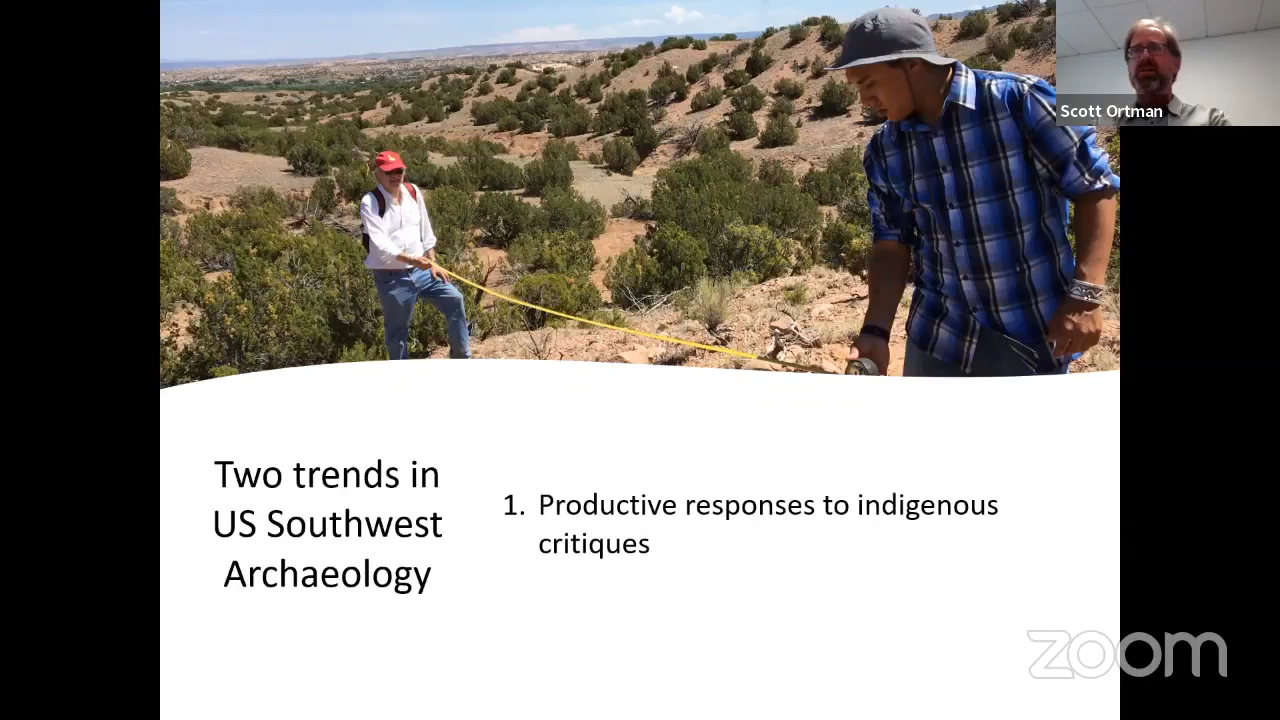 Scott Ortman
Two trends in
US Southwest
Archaeology
1. Productive responses to indigenous
critiques
zoom